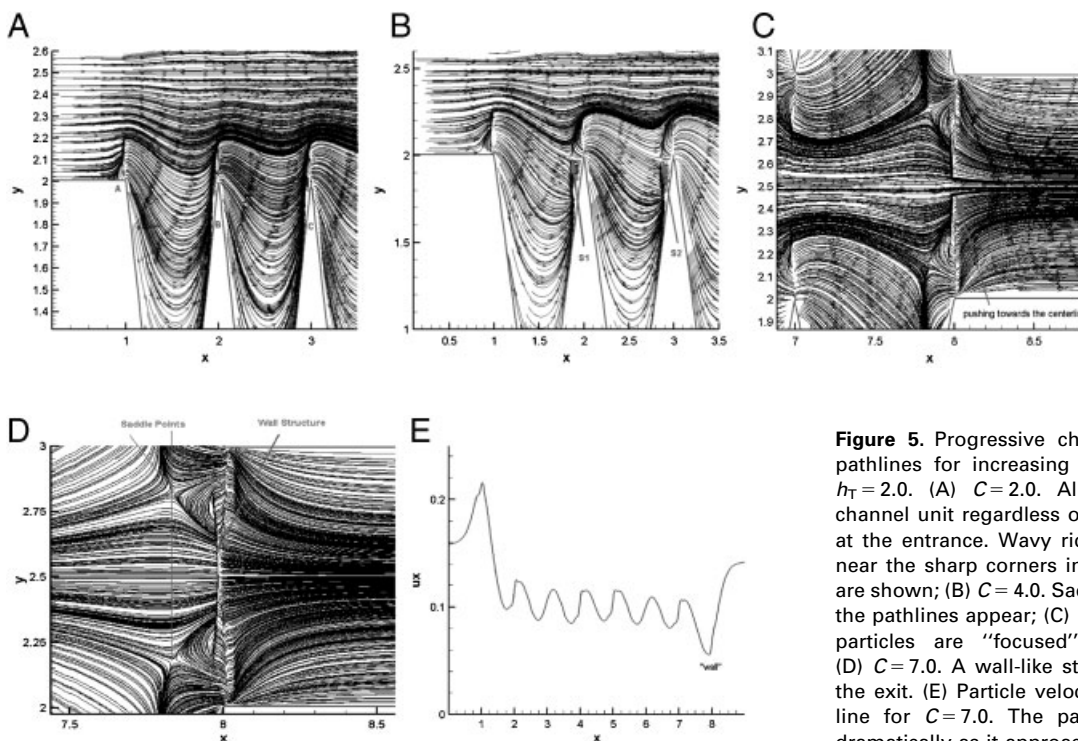 A
2.6
2.5
2.4
2.3
2.2
2.1
2
1.9
1.8
1.7
1.6
1.5
1.4
y
A
B
C
1
2
3
x
B
2.5
2
1.5
1
y
S1
S2
0.5
1
1.5
2
2.5
3
3.5
x
C
3.1
3
2.9
2.8
2.7
2.6
2.5
2.4
2.3
2.2
2.1
2
1.9
y
pushing towards the centerli
7
7.5
8
8.5
x
D
Saddle Points
Wall Structure
3
2.75
2.5
2.25
2
y
7.5
8
8.5
x
E
0.2
0.1
ux
"wall"
1
2
3
4
5
6
7
8
x
Figure 5. Progressive ch
pathlines for increasing
hT = 2.0. (A) C = 2.0. Al
channel unit regardless o
at the entrance. Wavy ric
near the sharp corners in
are shown; (B) C = 4.0. Sac
the pathlines appear; (C)
particles are ''focused''
(D) C = 7.0. A wall-like st
the exit. (E) Particle veloc
line for C = 7.0. The pa
dramatically as it approac